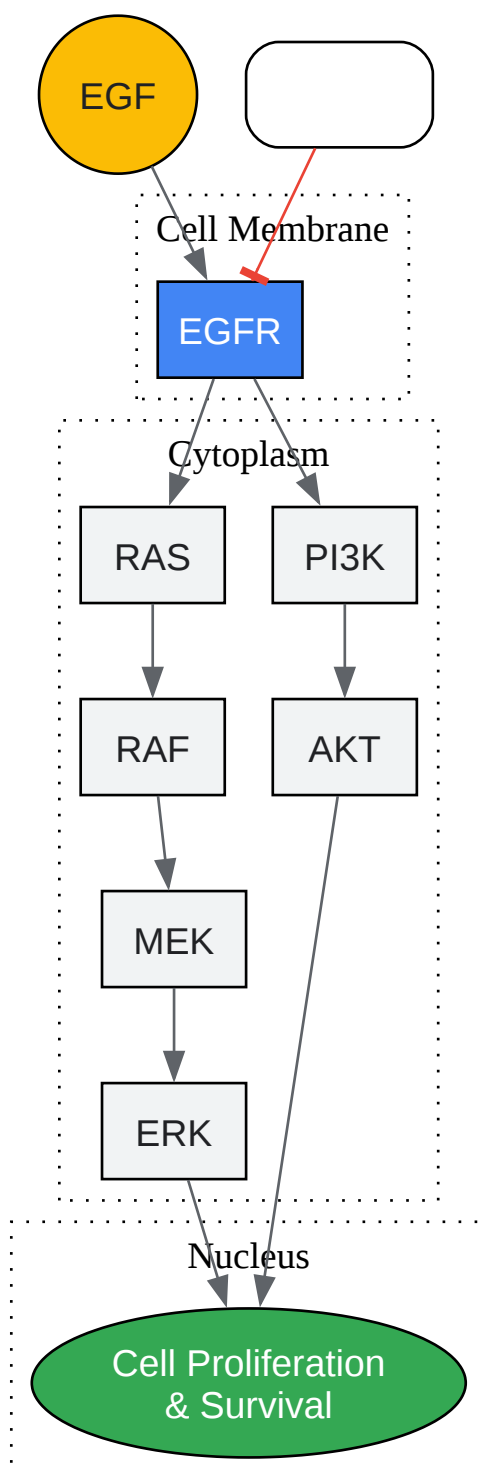 EGF
Cell Membrane
EGFR
Cytoplasm
RAS
PI3K
RAF
AKT
MEK
ERK
Nucleus
Cell Proliferation
& Survival